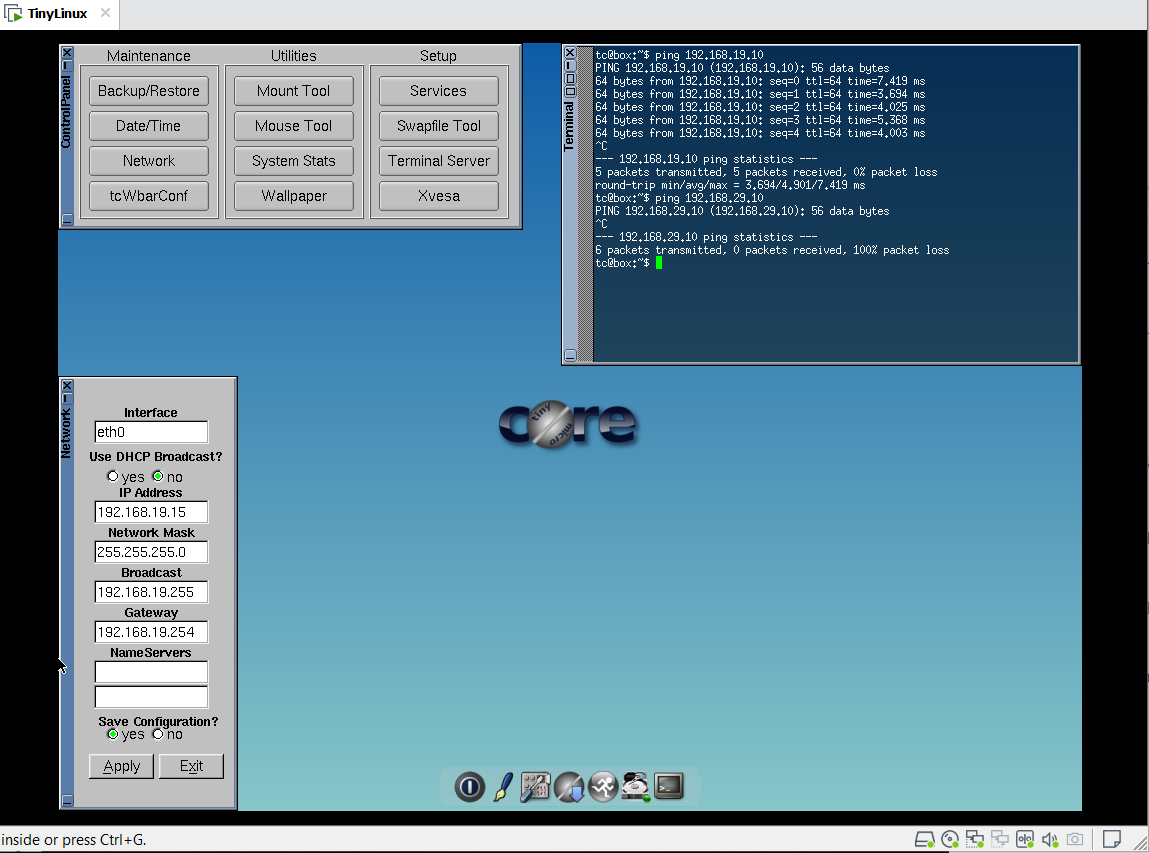 TinyLinux
ControlPanel
Maintenance
Utilities
Setup
Backup/Restore
Mount Tool
Services
Date/Time
Mouse Tool
Swapfile Tool
Network
System Stats
Terminal Server
tcWbarConf
Wallpaper
Xvesa
Terminal
tc@box:~$ ping 192.168.19.10
PING 192.168.19.10 (192.168.19.10): 56 data bytes
64 bytes from 192.168.19.10: seq=0 ttl=64 time=7.419 ms
64 bytes from 192.168.19.10: seq=1 ttl=64 time=3.694 ms
64 bytes from 192.168.19.10: seq=2 ttl=64 time=4.025 ms
64 bytes from 192.168.19.10: seq=3 ttl=64 time=5.368 ms
64 bytes from 192.168.19.10: seq=4 ttl=64 time=4.003 ms
^C
--- 192.168.19.10 ping statistics ---
5 packets transmitted, 5 packets received, 0% packet loss
round-trip min/avg/max = 3.694/4.901/7.419 ms
tc@box:~$ ping 192.168.29.10
PING 192.168.29.10 (192.168.29.10): 56 data bytes
^C
--- 192.168.29.10 ping statistics ---
6 packets transmitted, 0 packets received, 100% packet loss
tc@box:~$
Network
Interface
eth0
Use DHCP Broadcast?
yes no
IP Address
192.168.19.15
Network Mask
255.255.255.0
Broadcast
192.168.19.255
Gateway
192.168.19.254
NameServers
Save Configuration?
yes no
Apply Exit
core
tiny
micro
inside or press Ctrl+G.